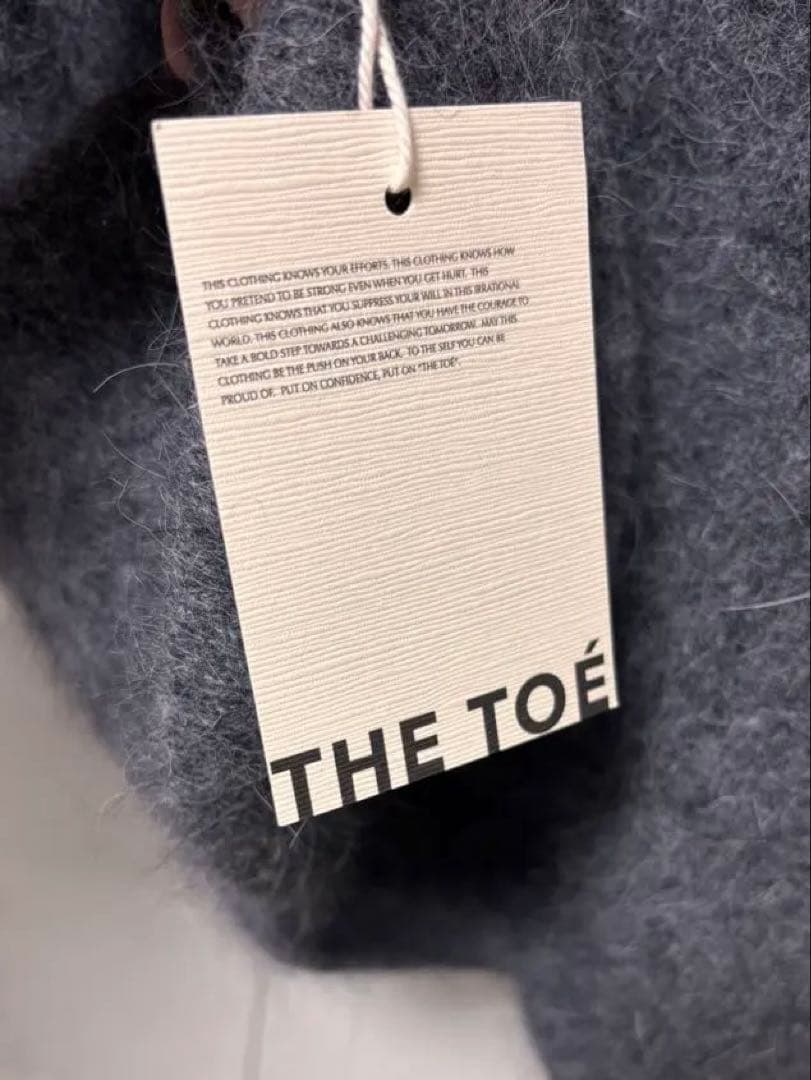 THIS CLOTHING KNOWS YOUR EFFORTS. THIS CLOTHING KNOWS HOW
YOU PRETEND TO BE STRONG EVEN WHEN YOU GET HURT. THIS
CLOTHING KNOWS THAT YOU SUPPRESS YOUR WILL IN THIS IRRATIONAL
WORLD. THIS CLOTHING ALSO KNOWS THAT YOU HAVE THE COURAGE TO
TAKE A BOLD STEP TOWARDS A CHALLENGING TOMORROW. MAY THIS
CLOTHING BE THE PUSH ON YOUR BACK. TO THE SELF YOU CAN BE
PROUD OF. PUT ON CONFIDENCE, PUT ON "THE TOÉ".
THE TOÉ